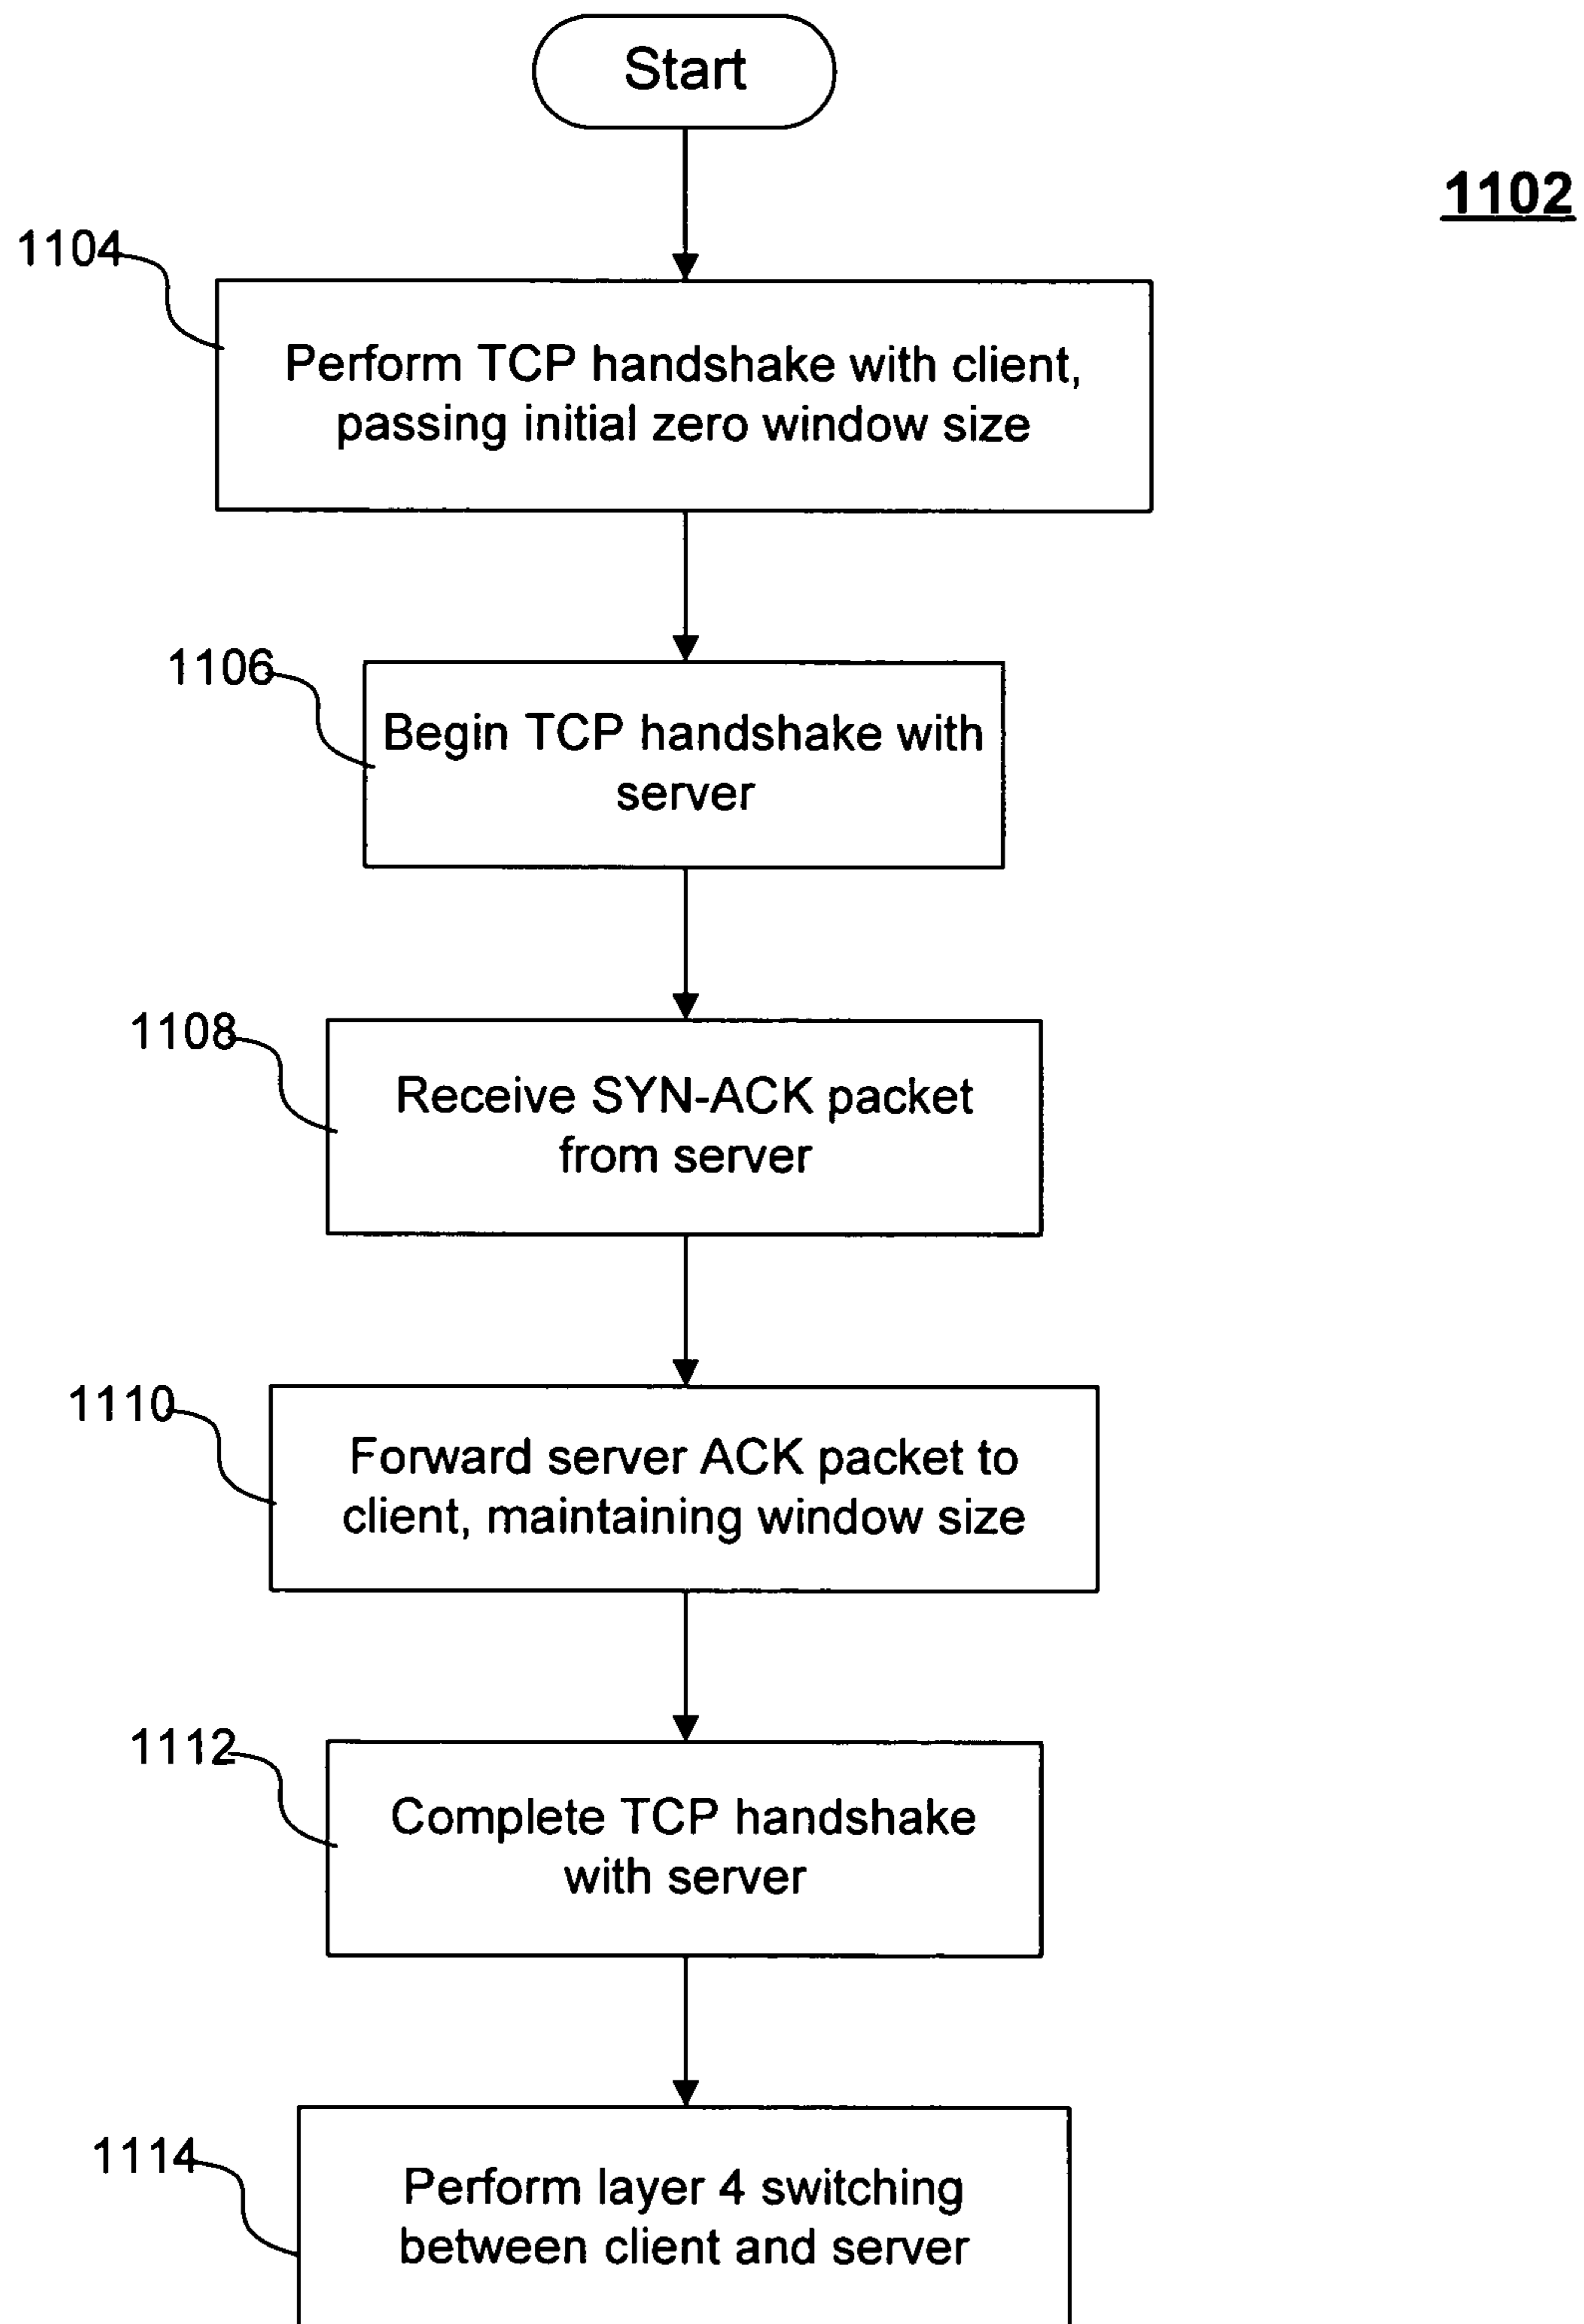 Start
1102
1104
Perform TCP handshake with client,
passing initial zero window size
1106
Begin TCP handshake with
server
1108
Receive SYN-ACK packet
from server
1110
Forward server ACK packet to
client, maintaining window size
1112
Complete TCP handshake
with server
1114
Perform layer 4 switching
between client and server